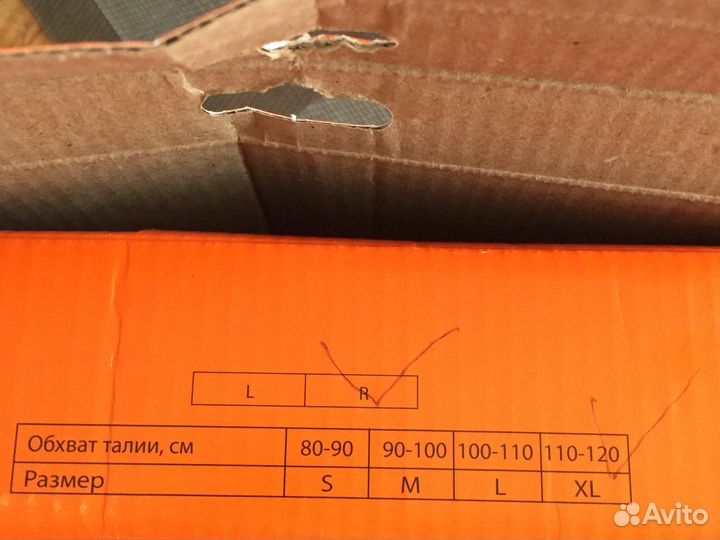 L R
Обхват талии, см 80-90 90-100 100-110 110-120
Размер S M L XL
Avito